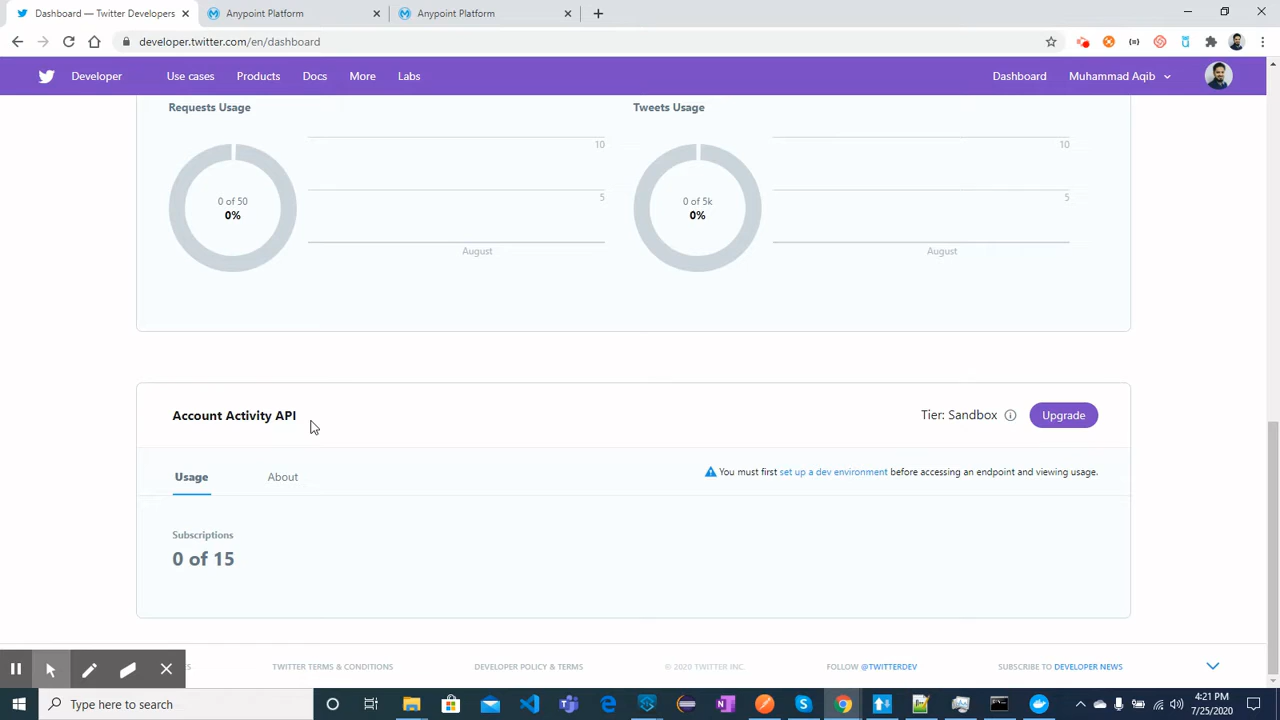 Dashboard — Twitter Developers
Anypoint Platform
Anypoint Platform
developer.twitter.com/en/dashboard
Developer
Use cases
Products
Docs
More
Labs
Dashboard
Muhammad Aqib
Requests Usage
Tweets Usage
10
5
0 of 50
0%
August
10
5
0 of 5k
0%
August
Account Activity API
Tier: Sandbox
Upgrade
Usage
About
You must first set up a dev environment before accessing an endpoint and viewing usage.
Subscriptions
0 of 15
TWITTER TERMS & CONDITIONS
DEVELOPER POLICY & TERMS
© 2020 TWITTER INC.
FOLLOW @TWITTERDEV
SUBSCRIBE TO DEVELOPER NEWS
Type here to search
4:21 PM
7/25/2020